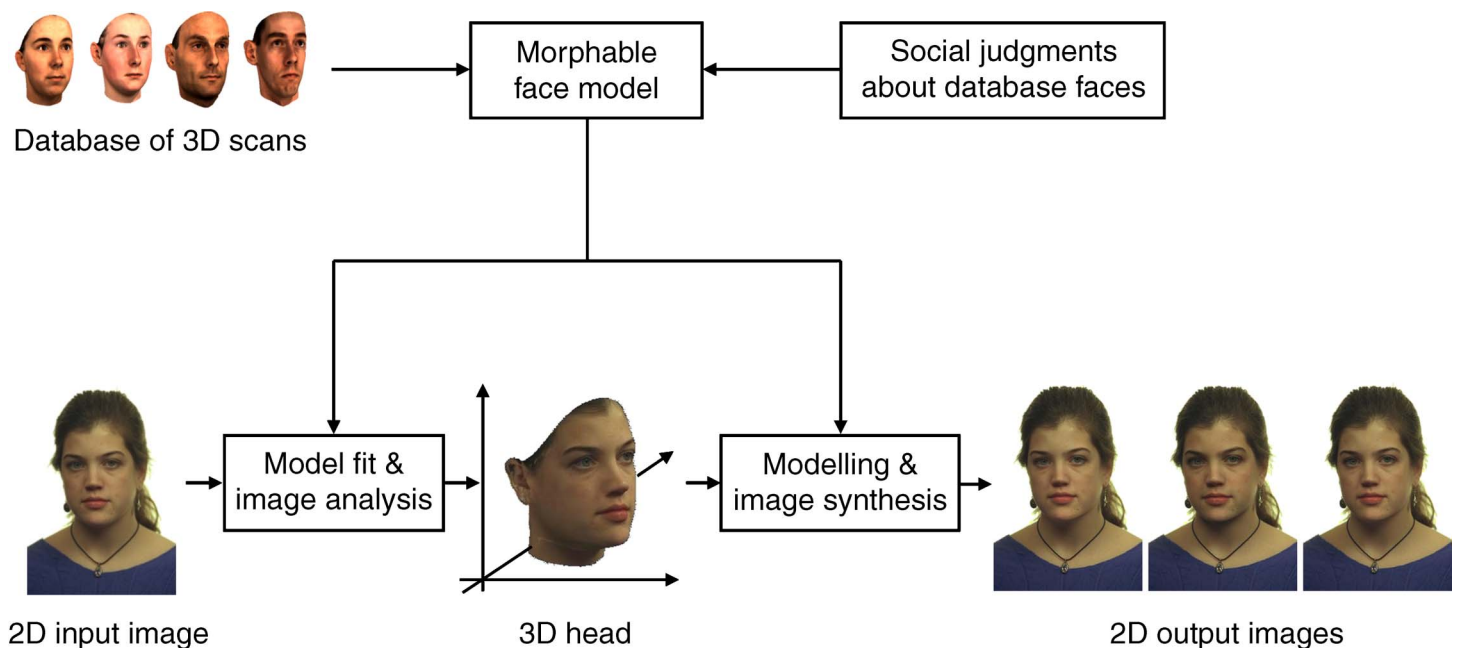 Morphable
face model
Social judgments
about database faces
Database of 3D scans
Model fit &
image analysis
Modelling &
image synthesis
2D input image
3D head
2D output images